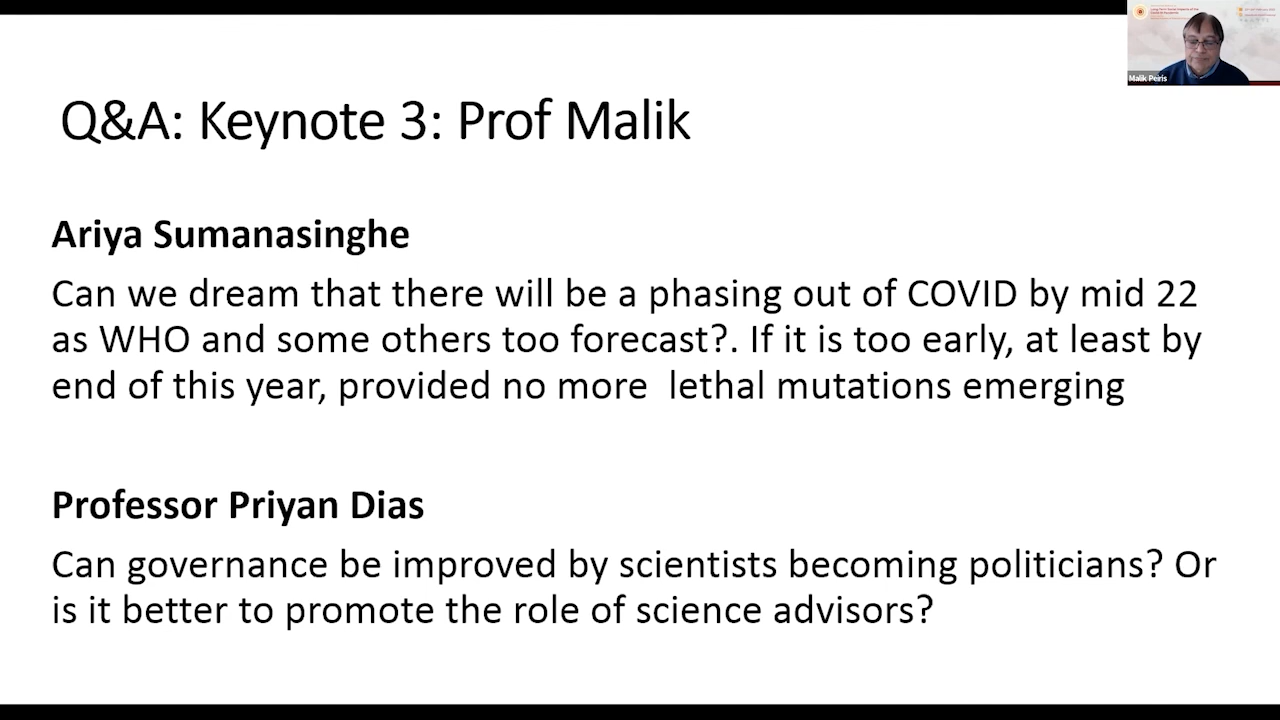 Q&A: Keynote 3: Prof Malik
Ariya Sumanasinghe
Can we dream that there will be a phasing out of COVID by mid 22
as WHO and some others too forecast?. If it is too early, at least by
end of this year, provided no more  lethal mutations emerging
Professor Priyan Dias
Can governance be improved by scientists becoming politicians? Or
is it better to promote the role of science advisors?
Malik Peiris